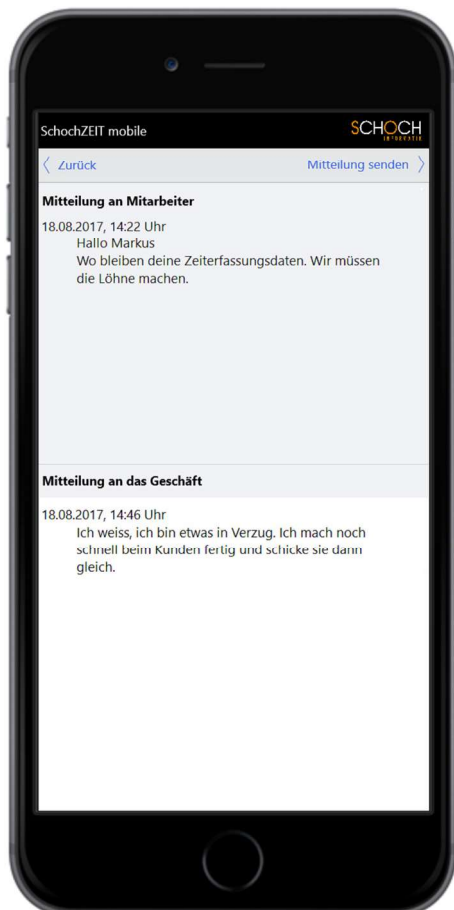 SchochZEIT mobile
SCHOCH
INFORMATIK
Zurück
Mitteilung senden
Mitteilung an Mitarbeiter
18.08.2017, 14:22 Uhr
Hallo Markus
Wo bleiben deine Zeiterfassungsdaten. Wir müssen
die Löhne machen.
Mitteilung an das Geschäft
18.08.2017, 14:46 Uhr
Ich weiss, ich bin etwas in Verzug. Ich mach noch
schnell beim Kunden fertig und schicke sie dann
gleich.